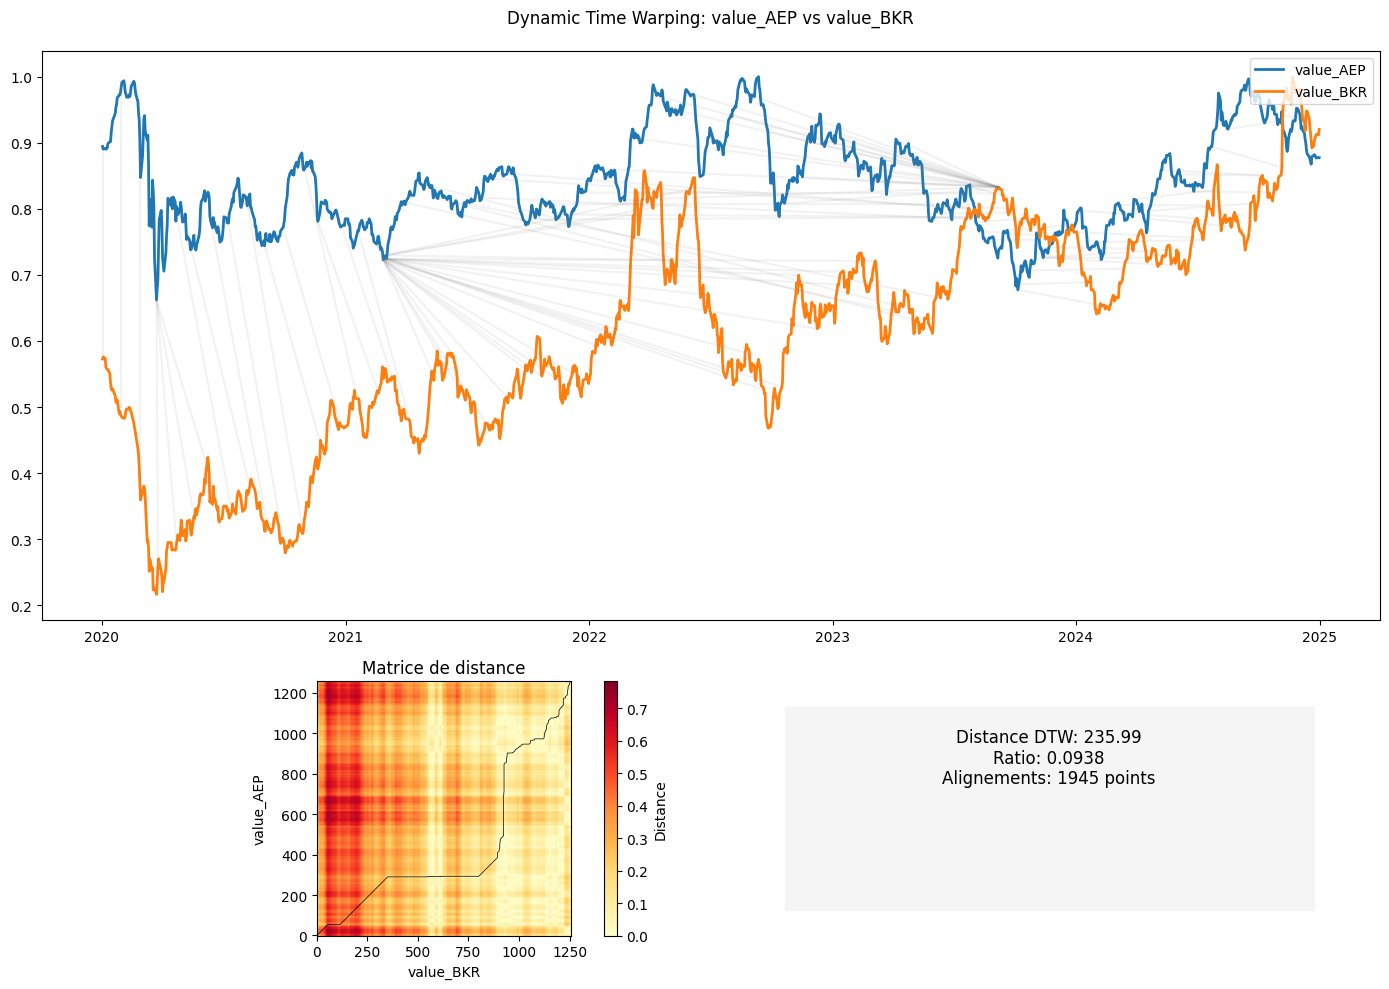 Dynamic Time Warping: value_AEP vs value_BKR
value_AEP
value_BKR
1.0
0.9
0.8
0.7
0.6
0.5
0.4
0.3
0.2
2020 2021 2022 2023 2024 2025
Matrice de distance
value_AEP
1200
1000
800
600
400
200
0
0 250 500 750 1000 1250
value_BKR
0.7
0.6
0.5
0.4
0.3
0.2
0.1
0.0
Distance
Distance DTW: 235.99
Ratio: 0.0938
Alignements: 1945 points